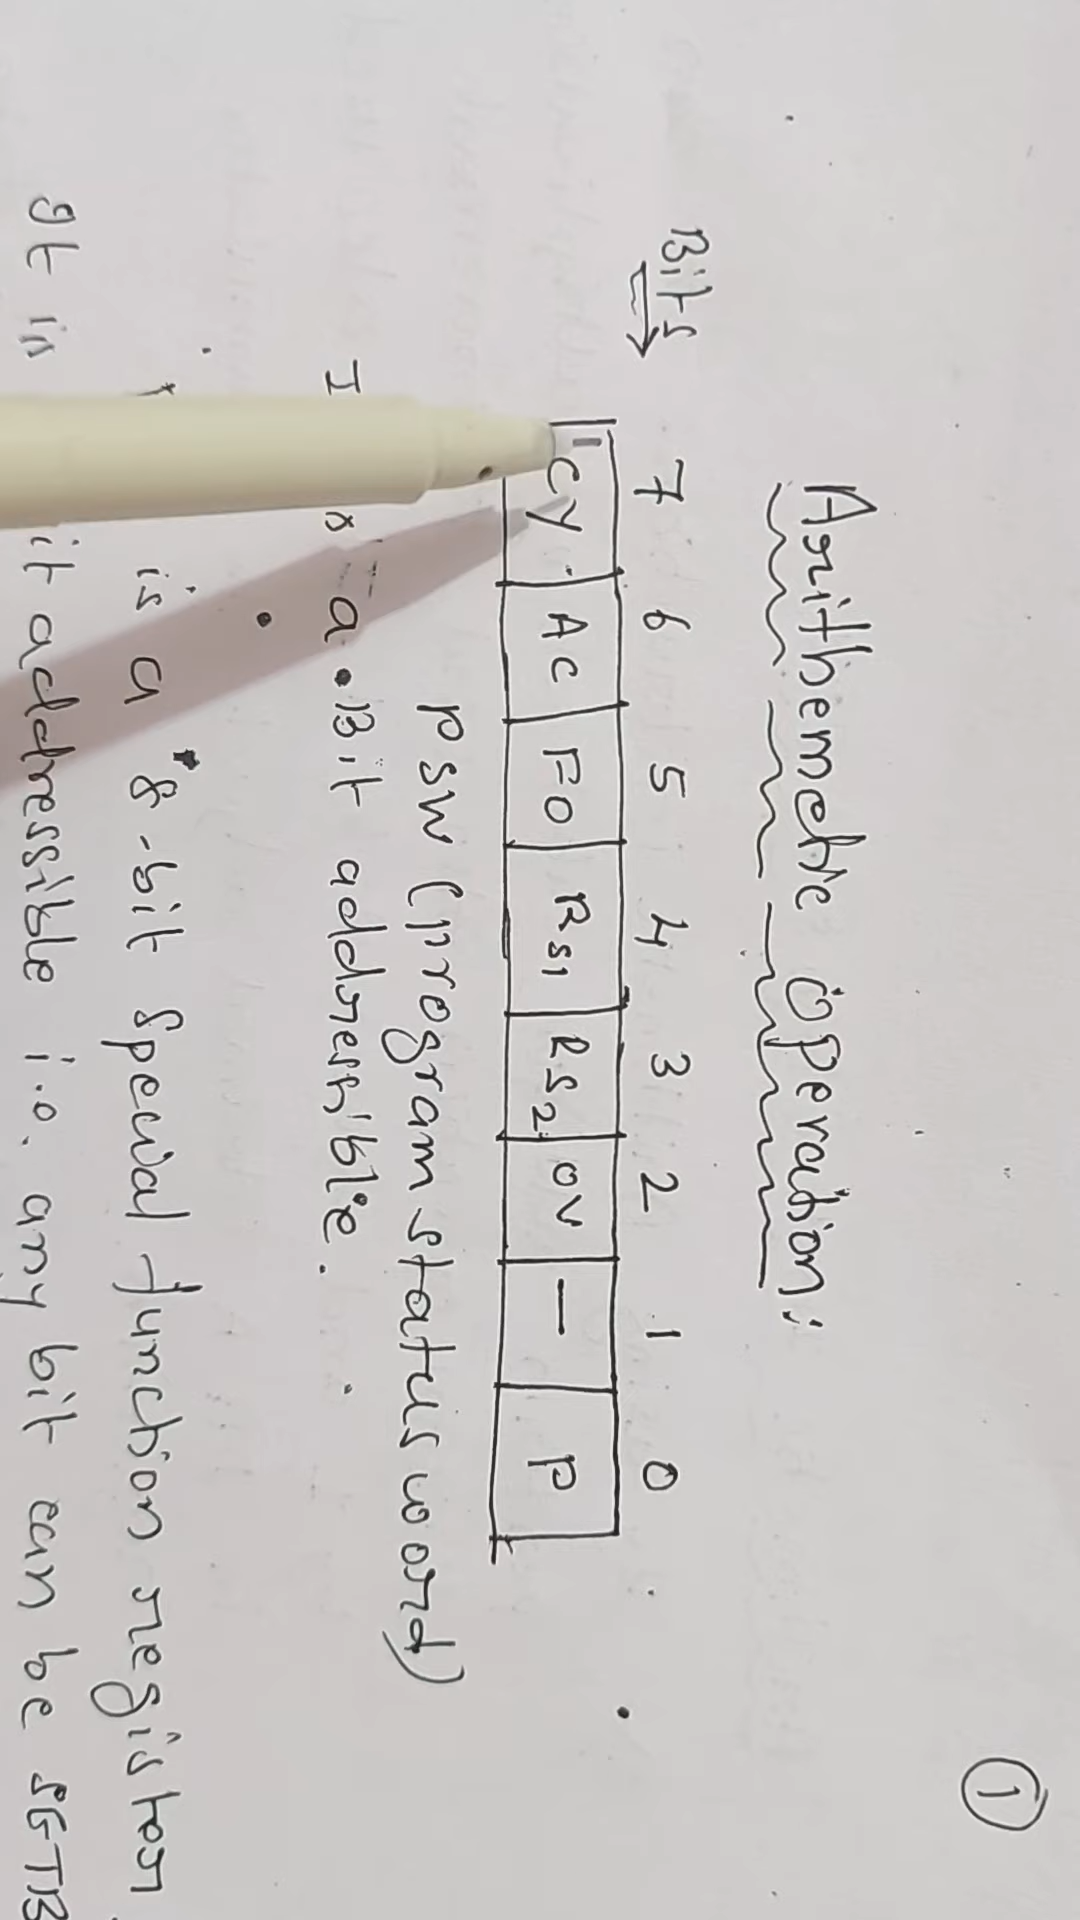 1
Arithemetic operation:
Bits 7 6 5 4 3 2 1 0
CY AC F0 RS1 RS2 OV — P
PSW (program status word)
a Bit addressible.
is a 8-bit special function register
It is it addressible i.e. any bit can be SETB